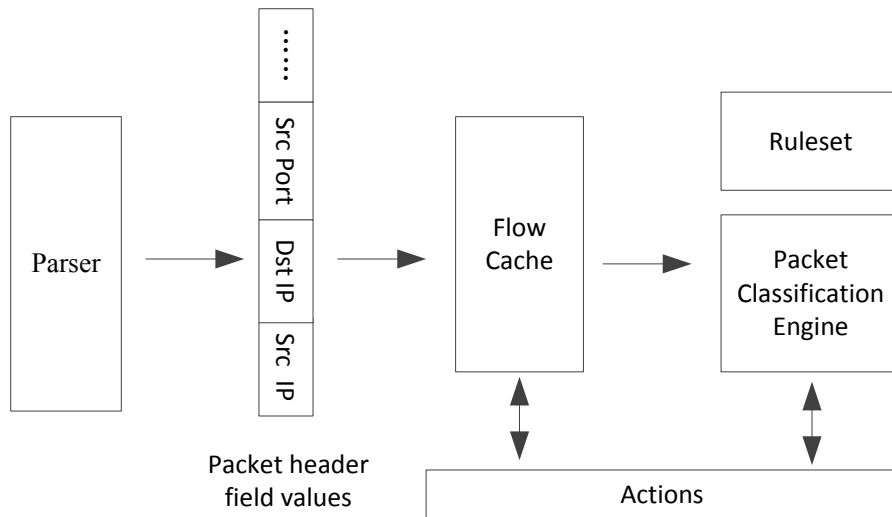 Parser
......
Src Port
Dst IP
Src IP
Packet header
field values
Flow
Cache
Ruleset
Packet
Classification
Engine
Actions